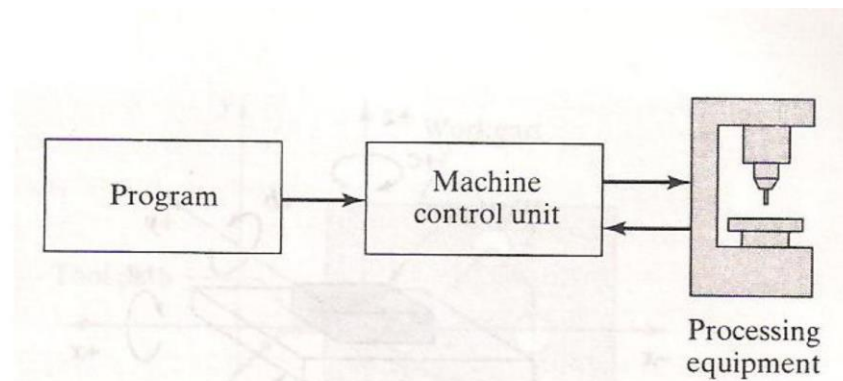 Program
Machine
control unit
Processing
equipment